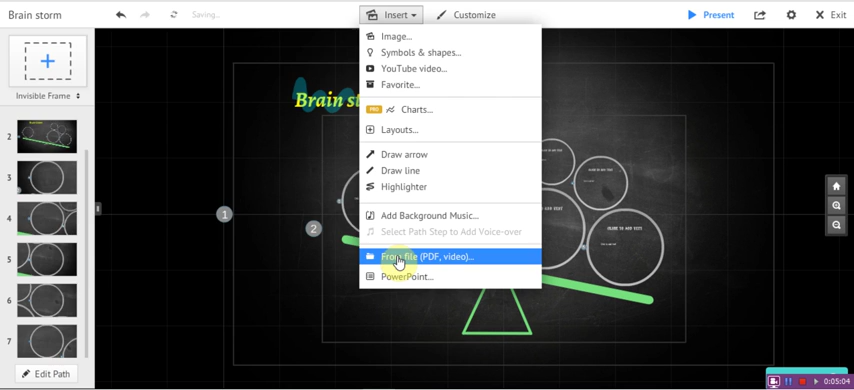 Brain storm
Saving...
Insert
Customize
Present
Exit
Image...
Symbols & shapes...
YouTube video...
Favorite...
PRO Charts...
Layouts...
Draw arrow
Draw line
Highlighter
Add Background Music...
Select Path Step to Add Voice-over
From file (PDF, video)...
PowerPoint...
Invisible Frame
2
3
4
5
6
7
Edit Path
Brain st
1
2
0:05:04